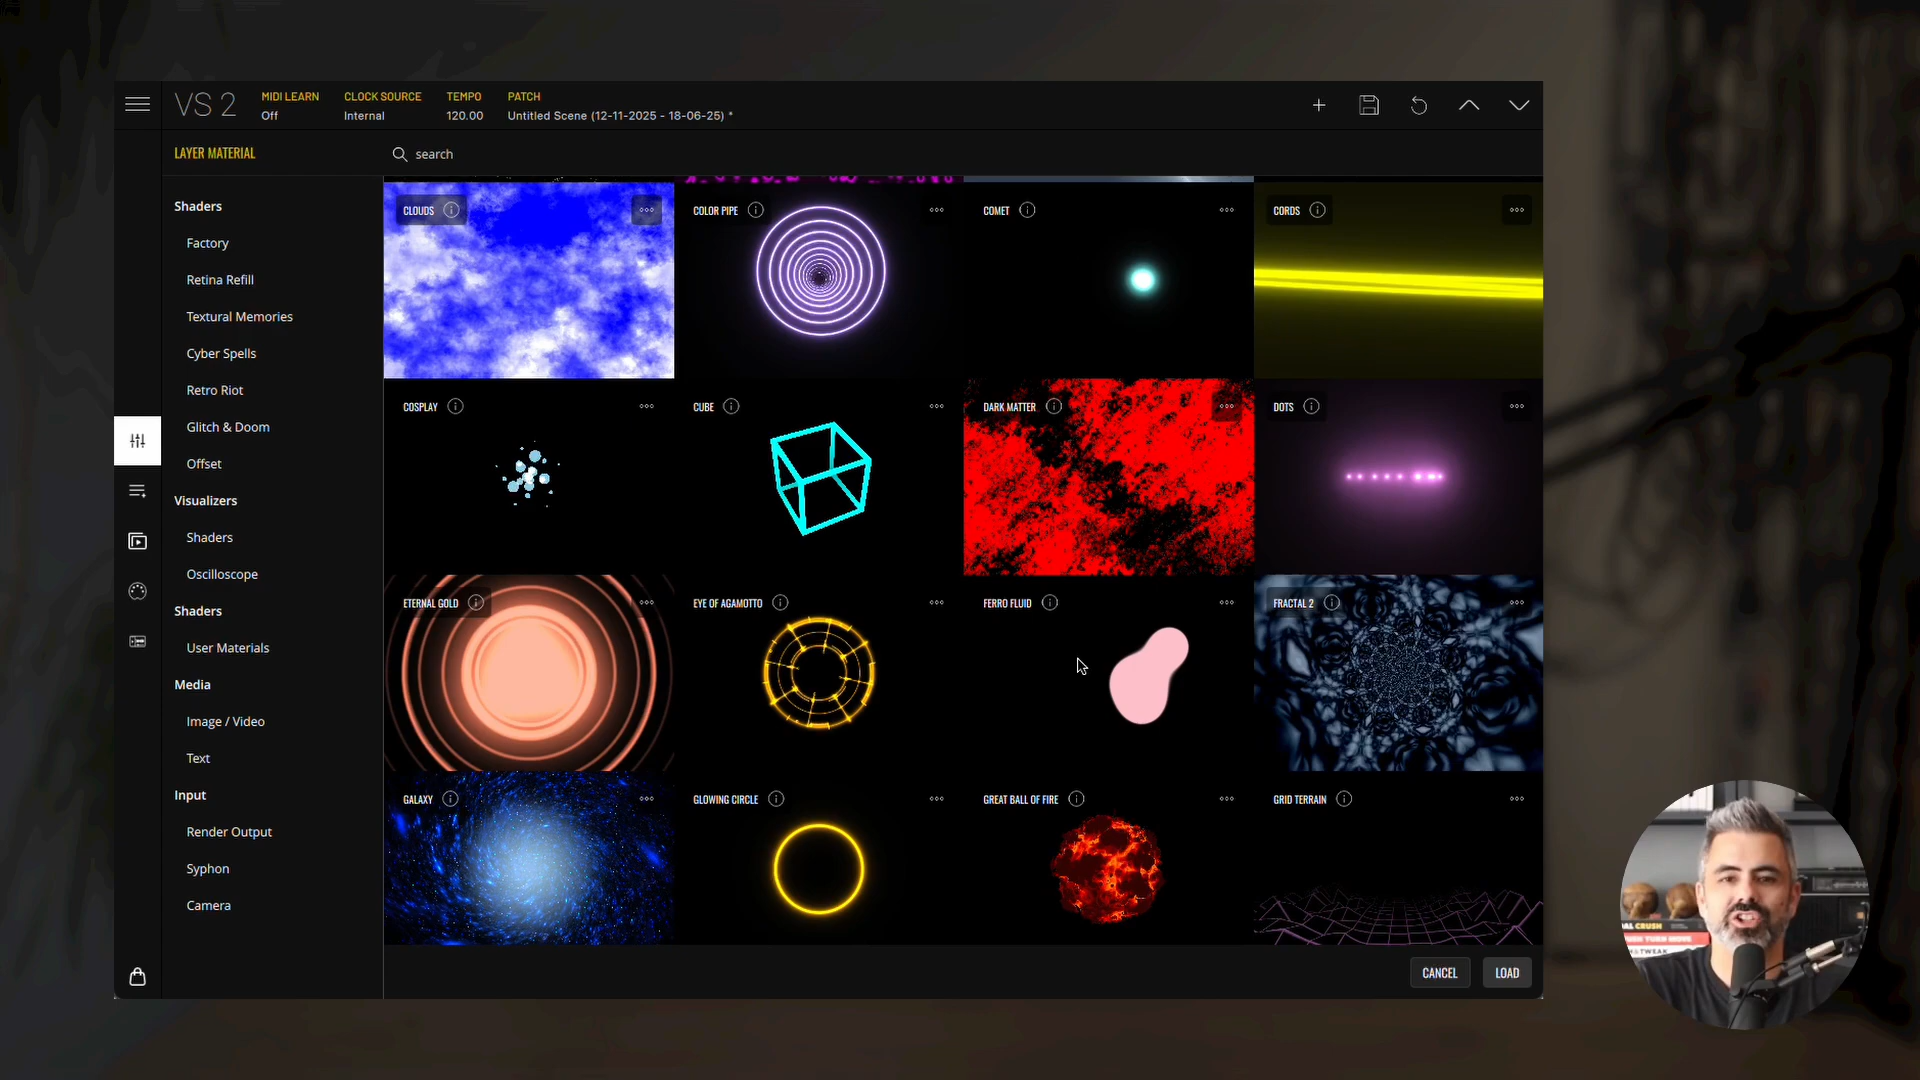 VS 2
MIDI LEARN
Off
CLOCK SOURCE
Internal
TEMPO
120.00
PATCH
Untitled Scene (12-11-2025 - 18-06-25) *
LAYER MATERIAL
search
Shaders
Factory
Retina Refill
Textural Memories
Cyber Spells
Retro Riot
Glitch & Doom
Offset
Visualizers
Shaders
Oscilloscope
Shaders
User Materials
Media
Image / Video
Text
Input
Render Output
Syphon
Camera
CLOUDS
COLOR PIPE
COMET
CORDS
COSPLAY
CUBE
DARK MATTER
DOTS
ETERNAL GOLD
EYE OF AGAMOTTO
FERRO FLUID
FRACTAL 2
GALAXY
GLOWING CIRCLE
GREAT BALL OF FIRE
GRID TERRAIN
CANCEL
LOAD
CRUSH
TURN MOVE